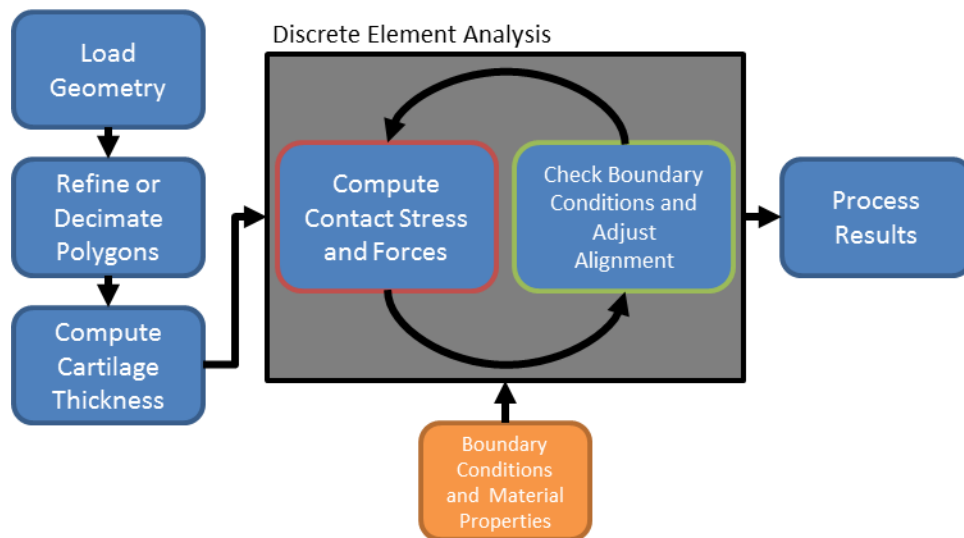 Discrete Element Analysis
Load
Geometry
Refine or
Decimate
Polygons
Compute
Cartilage
Thickness
Compute
Contact Stress
and Forces
Check Boundary
Conditions and
Adjust
Alignment
Process
Results
Boundary
Conditions
and Material
Properties